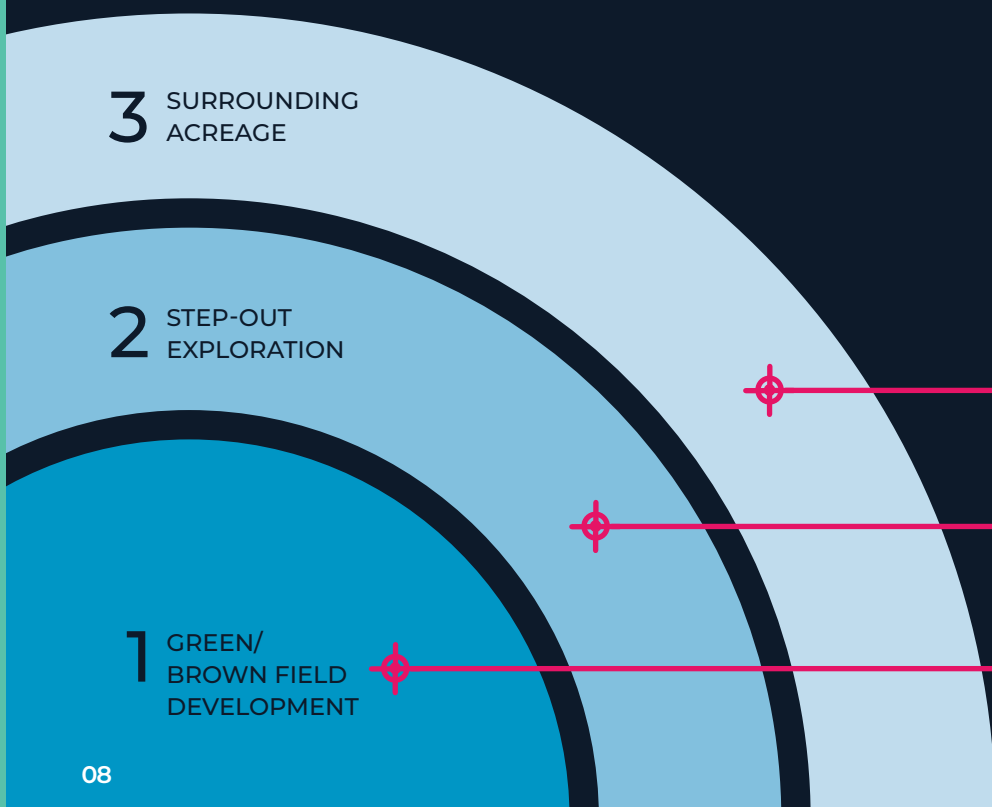 3 SURROUNDING
ACREAGE
2 STEP-OUT
EXPLORATION
1 GREEN/
BROWN FIELD
DEVELOPMENT
08